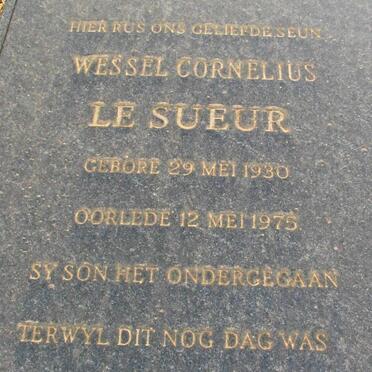 HIER RUS ONS GELIEFDE SEUN
WESSEL CORNELIUS
LE SUEUR
GEBORE 29 MEI 1930
OORLEDE 12 MEI 1975
SY SON HET ONDERGEGAAN
TERWYL DIT NOG DAG WAS